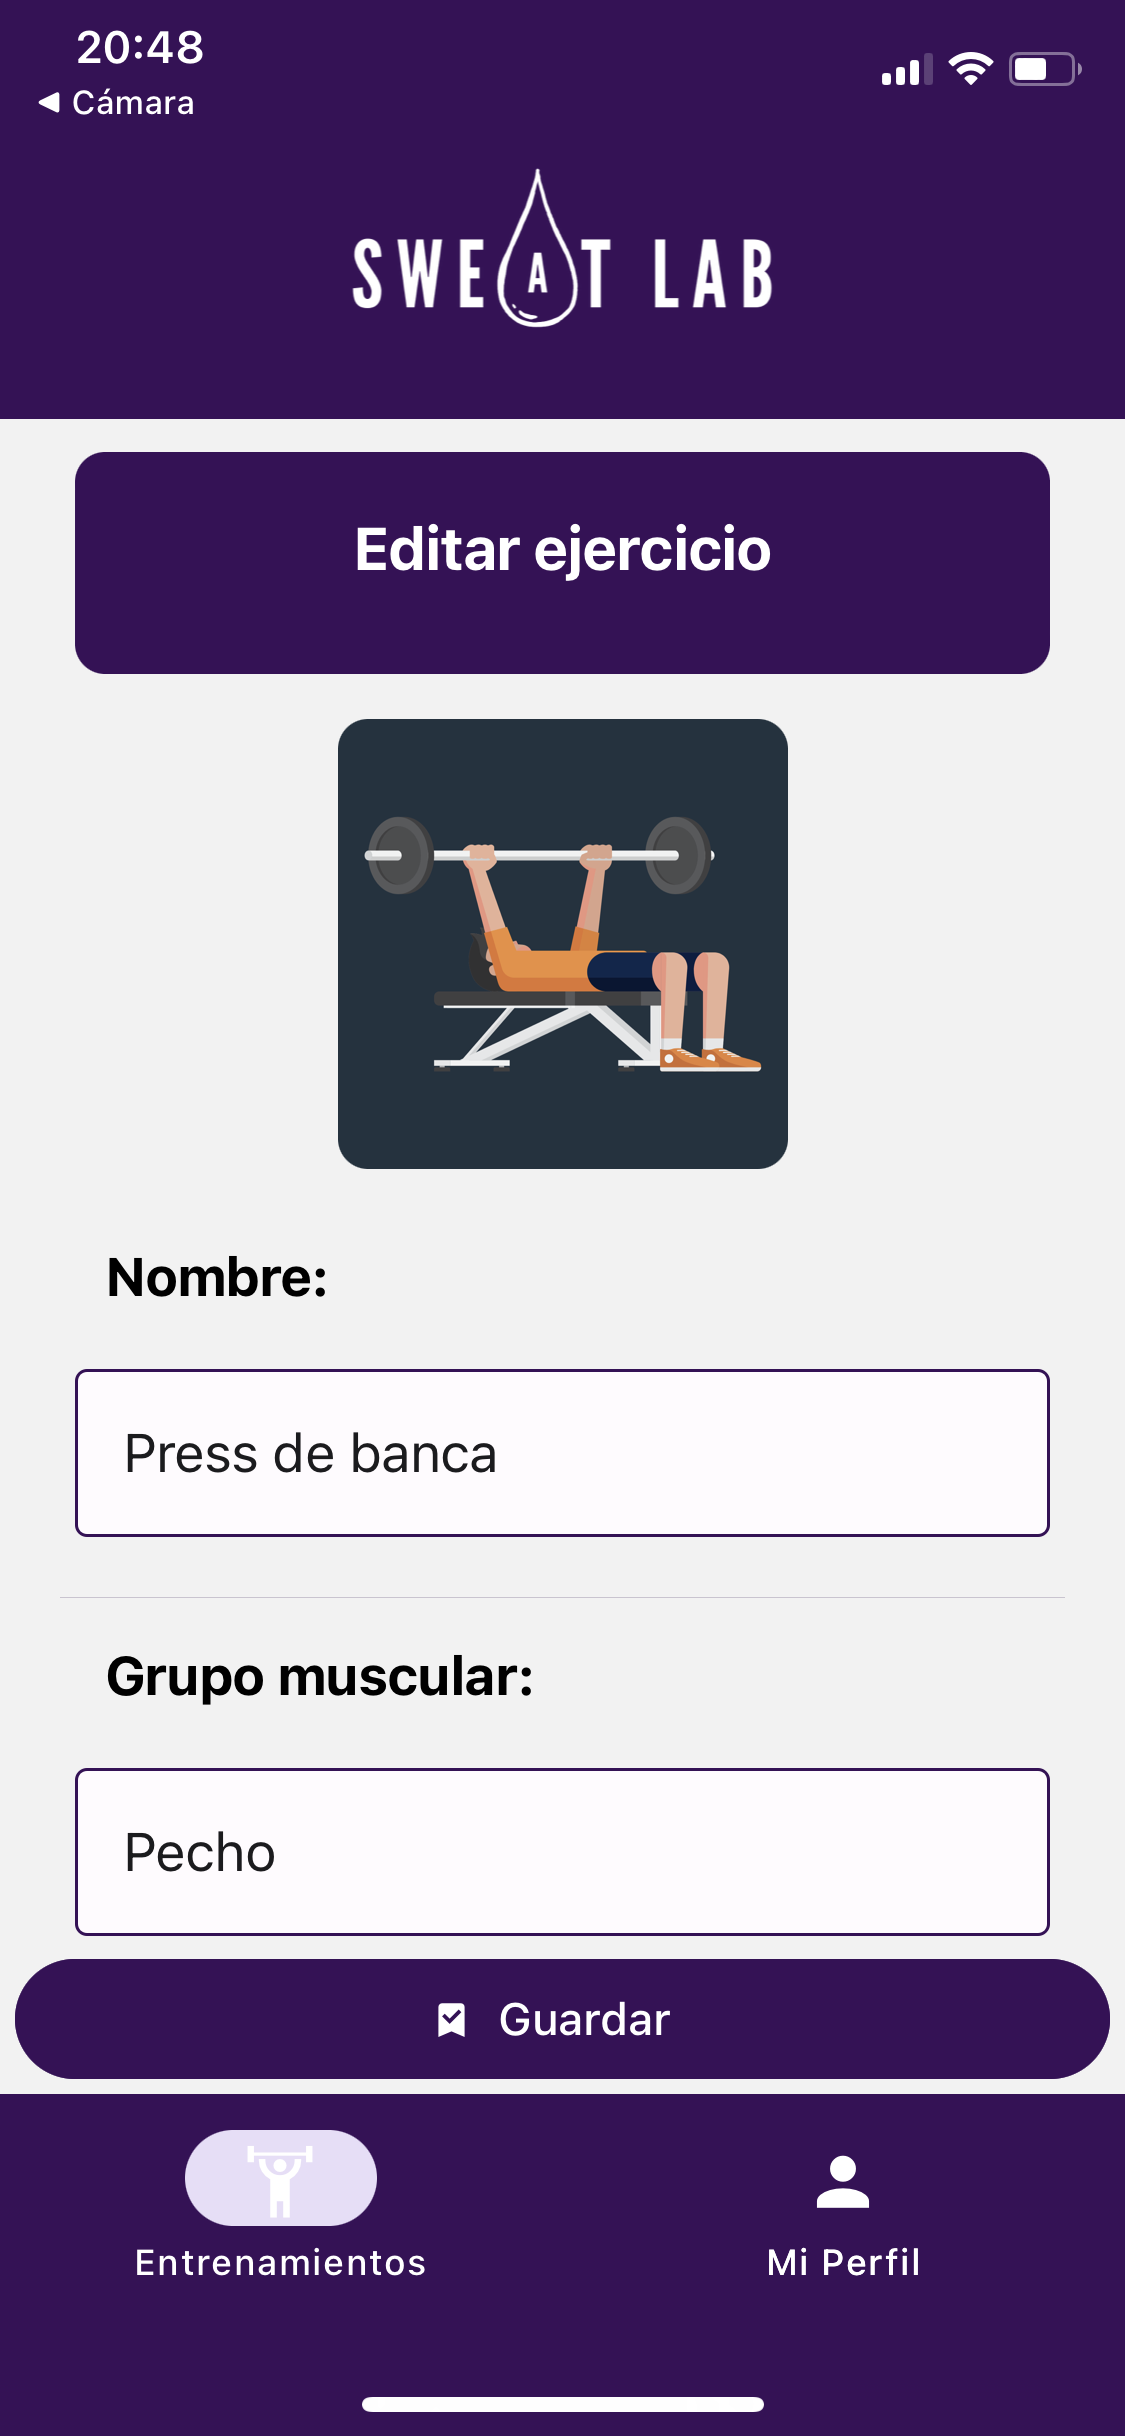 20:48
Cámara
SWEAT LAB
Editar ejercicio
Nombre:
Press de banca
Grupo muscular:
Pecho
Guardar
Entrenamientos
Mi Perfil